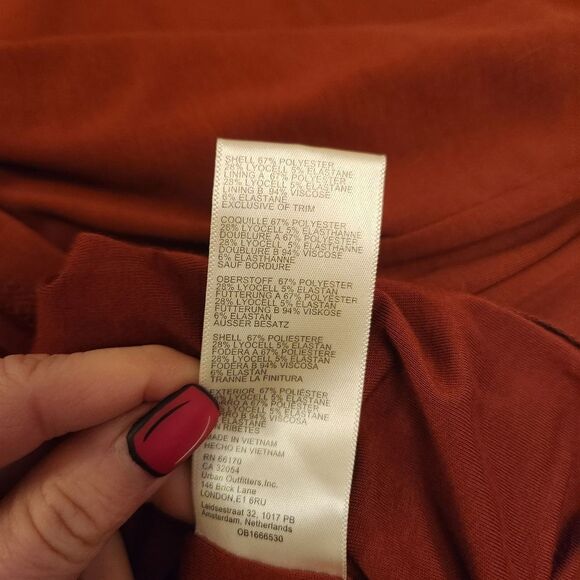 SHELL 67% POLYESTER
28% LYOCELL 5% ELASTANE
LINING A. 67% POLYESTER
28% LYOCELL 5% ELASTANE
LINING B. 94% VISCOSE
6% ELASTANE
EXCLUSIVE OF TRIM
COQUILLE 67% POLYESTER
28% LYOCELL 5% ELASTHANNE
DOUBLURE A 67% POLYESTER
28% LYOCELL 5% ELASTHANNE
DOUBLURE B 94% VISCOSE
6% ELASTHANNE
SAUF BORDURE
OBERSTOFF 67% POLYESTER
28% LYOCELL 5% ELASTAN
FUTTERUNG A 67% POLYESTER
28% LYOCELL 5% ELASTAN
FUTTERUNG B 94% VISKOSE
6% ELASTAN
AUSSER BESATZ
SHELL 67% POLIESTERE
28% LYOCELL 5% ELASTAN
FODERA A 67% POLIESTERE
28% LYOCELL 5% ELASTAN
FODERA B 94% VISCOSA
6% ELASTAN
TRANNE LA FINITURA
EXTERIOR 67% POLIÉSTER
LYOCELL 5% ELASTANO
A 67% POLIÉSTER
5% ELASTANO
B 94% VISCOSA
RIBETES
MADE IN VIETNAM
HECHO EN VIETNAM
RN 66170
CA 32054
Urban Outfitters,Inc.
146 Brick Lane
LONDON,E1 6RU
Leidsestraat 32, 1017 PB
Amsterdam, Netherlands
OB1666530